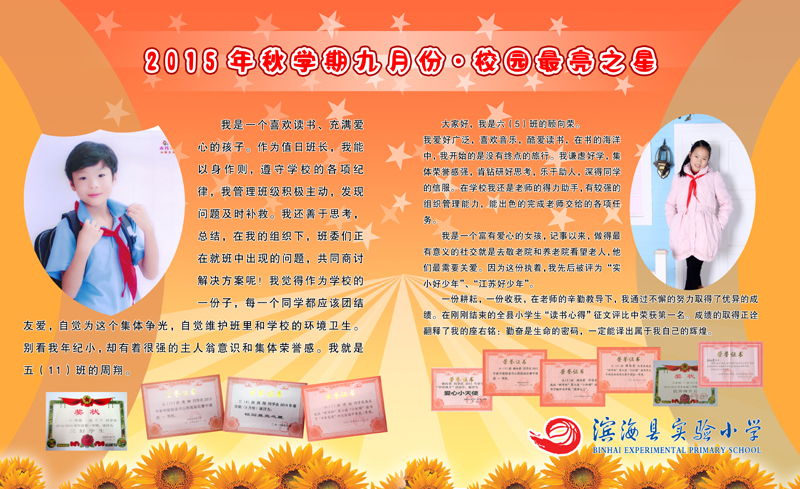 2015年秋学期九月份·校园最亮之星
我是一个喜欢读书、充满爱
心的孩子。作为值日班长，我能
以身作则，遵守学校的各项纪
律，我管理班级积极主动，发现
问题及时补救。我还善于思考，
总结，在我的组织下，班委们正
在就班中出现的问题，共同商讨
解决方案呢！我觉得作为学校的
一份子，每一个同学都应该团结
友爱，自觉为这个集体争光，自觉维护班里和学校的环境卫生。
别看我年纪小，却有着很强的主人翁意识和集体荣誉感。我就是
五（11）班的周翔。
大家好，我是六（5）班的顾向荣。
我爱好广泛，喜欢音乐，酷爱读书，在书的海洋
中，我开始的是没有终点的旅行。我谦虚好学，集
体荣誉感强，肯钻研好思考，乐于助人，深得同学
的信服。在学校我还是老师的得力助手，有较强的
组织管理能力，能出色的完成老师交给的各项任
务。
我是一个富有爱心的女孩，记事以来，做得最
有意义的社交就是去敬老院和养老院看望老人，他
们最需要关爱。因为这份执着，我先后被评为“实
小好少年”、“江苏好少年”。
一份耕耘，一份收获，在老师的辛勤教导下，我通过不懈的努力取得了优异的成
绩。在刚刚结束的全县小学生“读书心得”征文评比中荣获第一名。成绩的取得正诠
翻释了我的座右铭：勤奋是生命的密码，一定能译出属于我自己的辉煌。
奖状
荣誉证书
荣誉证书
荣誉证书
爱心小天使
滨海县实验小学
BINHAI EXPERIMENTAL PRIMARY SCHOOL